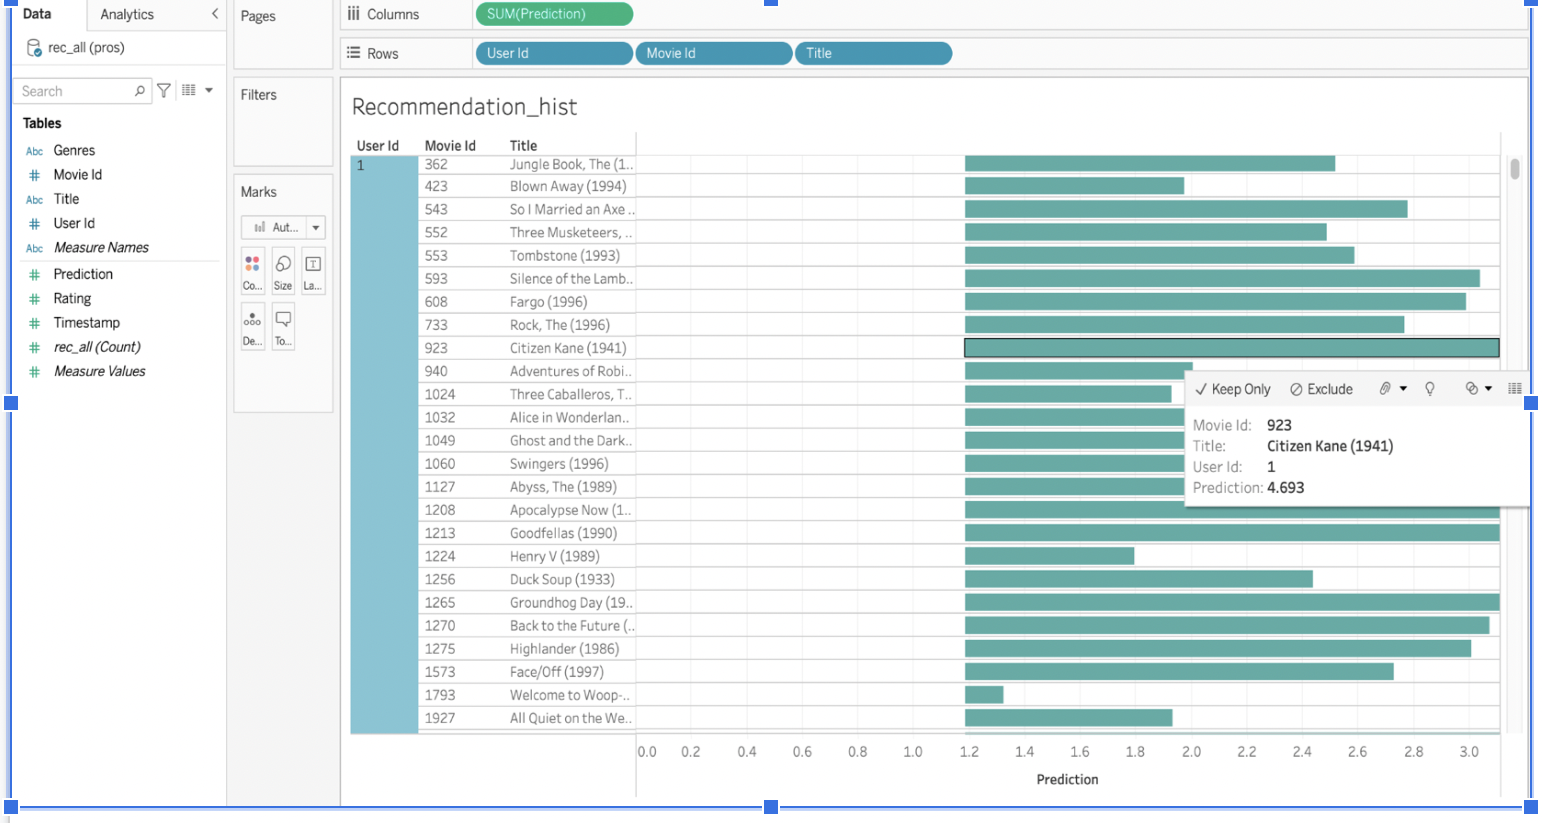 Data
Analytics
rec_all (pros)
Search
Tables
Abc Genres
# Movie Id
Abc Title
# User Id
Abc Measure Names
# Prediction
# Rating
# Timestamp
# rec_all (Count)
# Measure Values
Pages
Filters
Marks
Aut...
Co...
Size
La...
De...
To...
Columns SUM(Prediction)
Rows User Id Movie Id Title
Recommendation_hist
User Id Movie Id Title
1 362 Jungle Book, The (1..
423 Blown Away (1994)
543 So I Married an Axe ..
552 Three Musketeers, ..
553 Tombstone (1993)
593 Silence of the Lamb..
608 Fargo (1996)
733 Rock, The (1996)
923 Citizen Kane (1941)
940 Adventures of Robi..
1024 Three Caballeros, T..
1032 Alice in Wonderlan..
1049 Ghost and the Dark..
1060 Swingers (1996)
1127 Abyss, The (1989)
1208 Apocalypse Now (1..
1213 Goodfellas (1990)
1224 Henry V (1989)
1256 Duck Soup (1933)
1265 Groundhog Day (19..
1270 Back to the Future (..
1275 Highlander (1986)
1573 Face/Off (1997)
1793 Welcome to Woop-..
1927 All Quiet on the We..
Keep Only Exclude
Movie Id: 923
Title: Citizen Kane (1941)
User Id: 1
Prediction: 4.693
0.0 0.2 0.4 0.6 0.8 1.0 1.2 1.4 1.6 1.8 2.0 2.2 2.4 2.6 2.8 3.0
Prediction